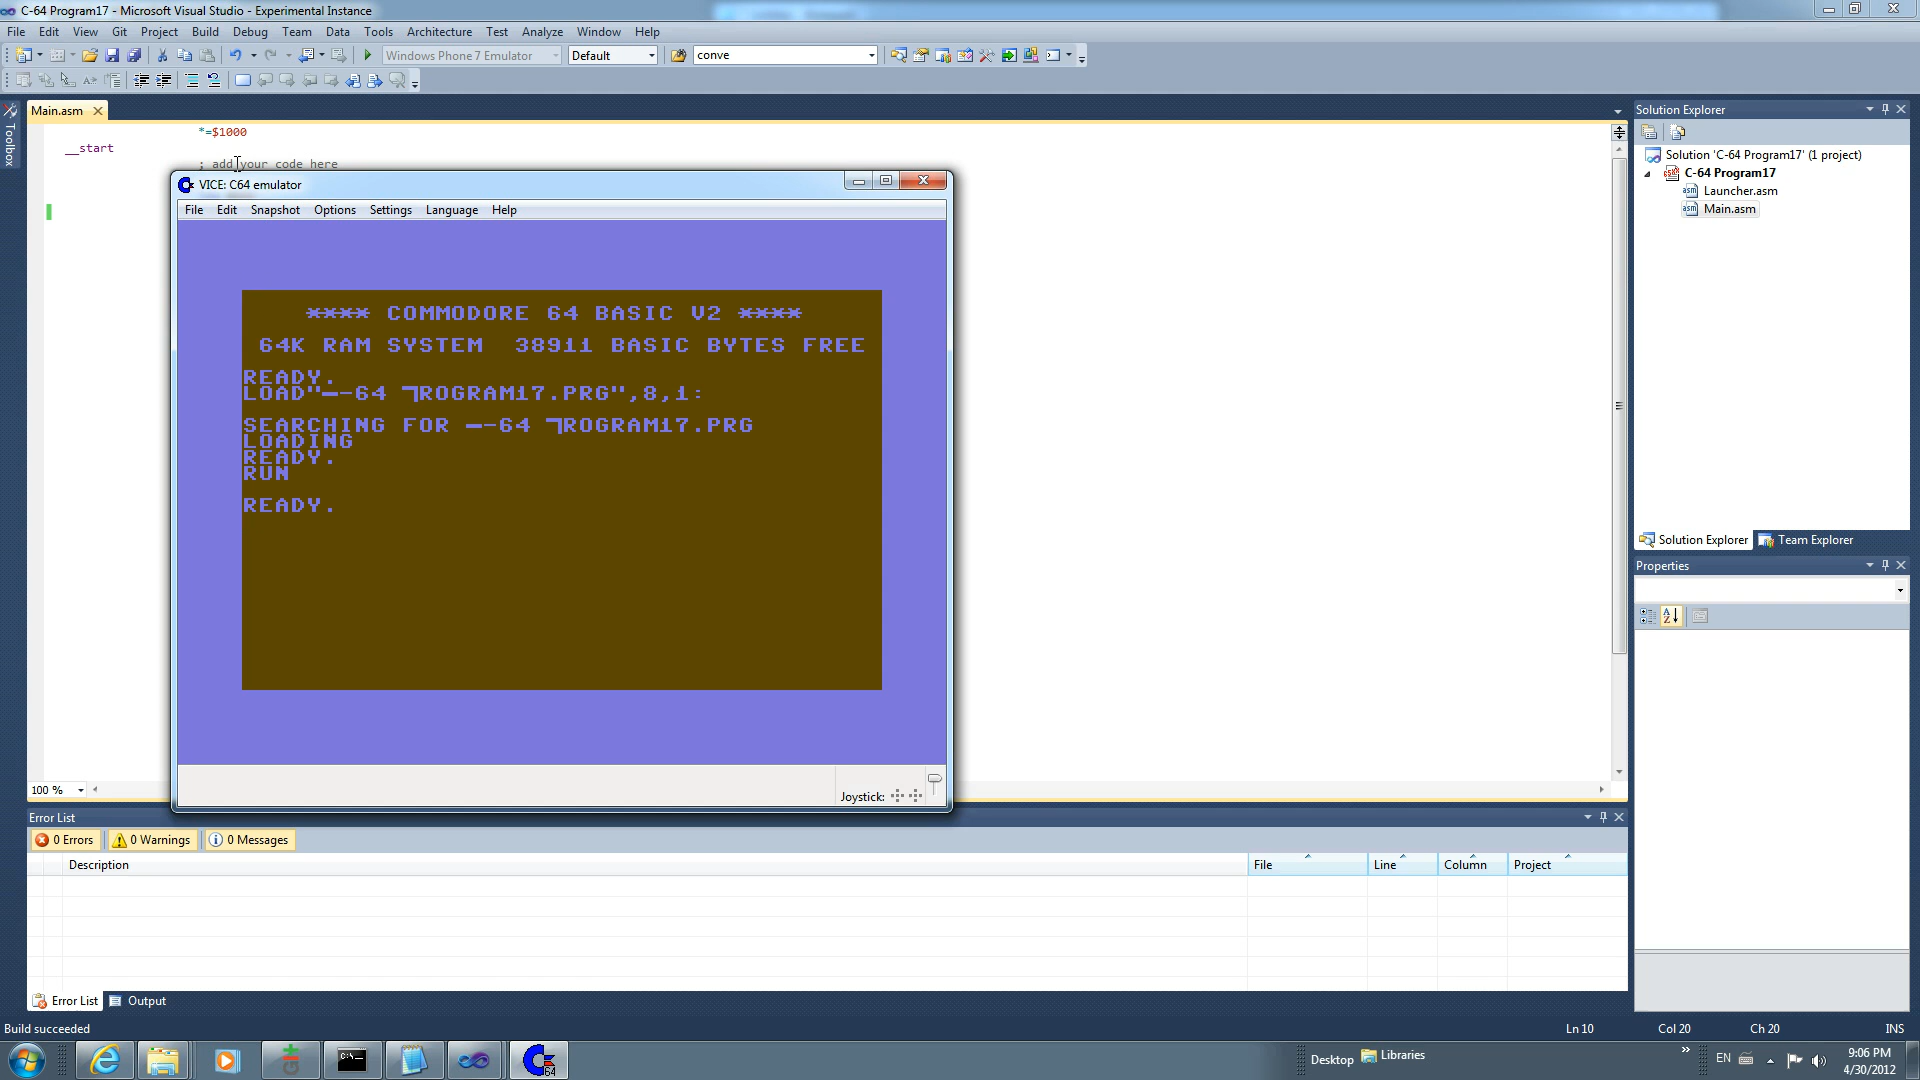 C-64 Program17 - Microsoft Visual Studio - Experimental Instance
File Edit View Git Project Build Debug Team Data Tools Architecture Test Analyze Window Help
Windows Phone 7 Emulator Default conve
Toolbox
Main.asm
*=$1000
__start
; add your code here
VICE: C64 emulator
File Edit Snapshot Options Settings Language Help
**** COMMODORE 64 BASIC V2 ****
64K RAM SYSTEM 38911 BASIC BYTES FREE
READY.
LOAD"━-64 ┓ROGRAM17.PRG",8,1:
SEARCHING FOR ━-64 ┓ROGRAM17.PRG
LOADING
READY.
RUN
READY.
Joystick:
100 %
Solution Explorer
Solution 'C-64 Program17' (1 project)
C-64 Program17
Launcher.asm
Main.asm
Solution Explorer Team Explorer
Properties
Error List
0 Errors 0 Warnings 0 Messages
Description File Line Column Project
Error List Output
Build succeeded Ln 10 Col 20 Ch 20 INS
Desktop Libraries EN 9:06 PM
4/30/2012